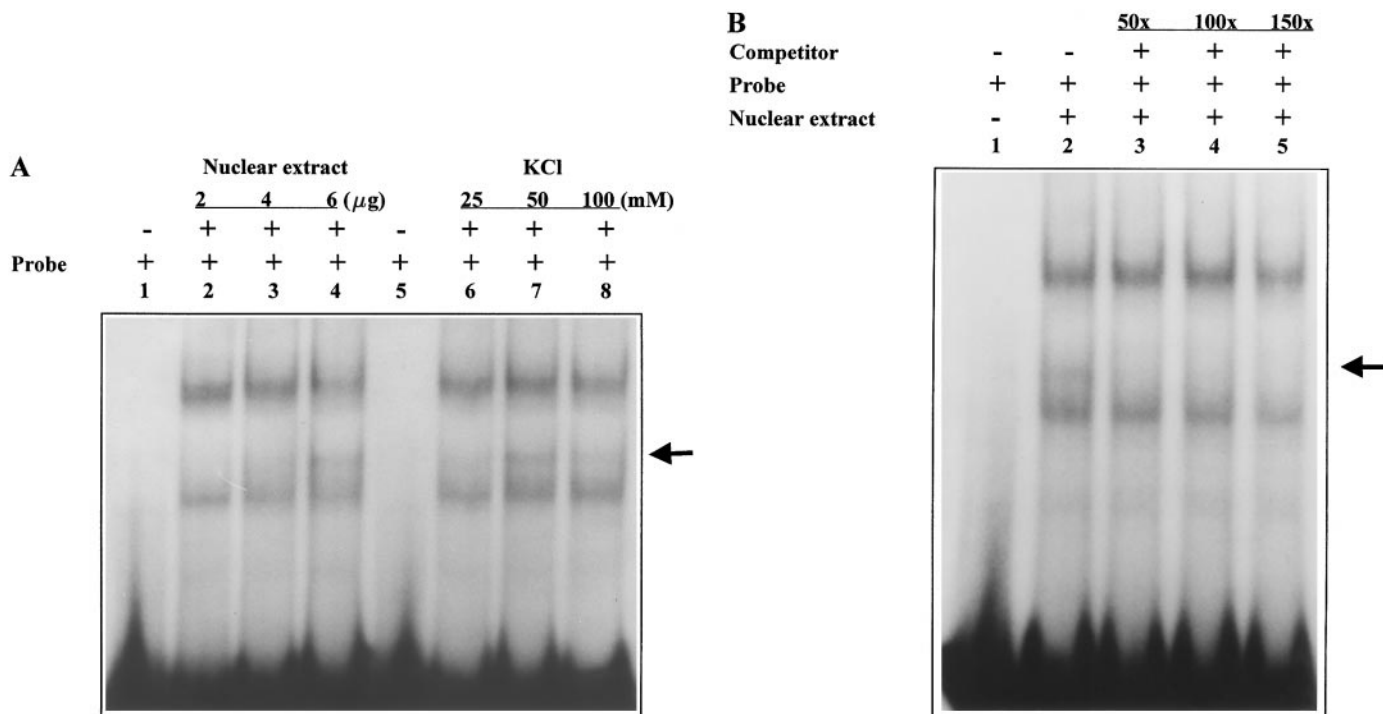 A
Nuclear extract KCl
2 4 6 (μg) 25 50 100 (mM)
- + + + - + + +
Probe + + + + + + + +
1 2 3 4 5 6 7 8
B
50x 100x 150x
Competitor - - + + +
Probe + + + + +
Nuclear extract - + + + +
1 2 3 4 5